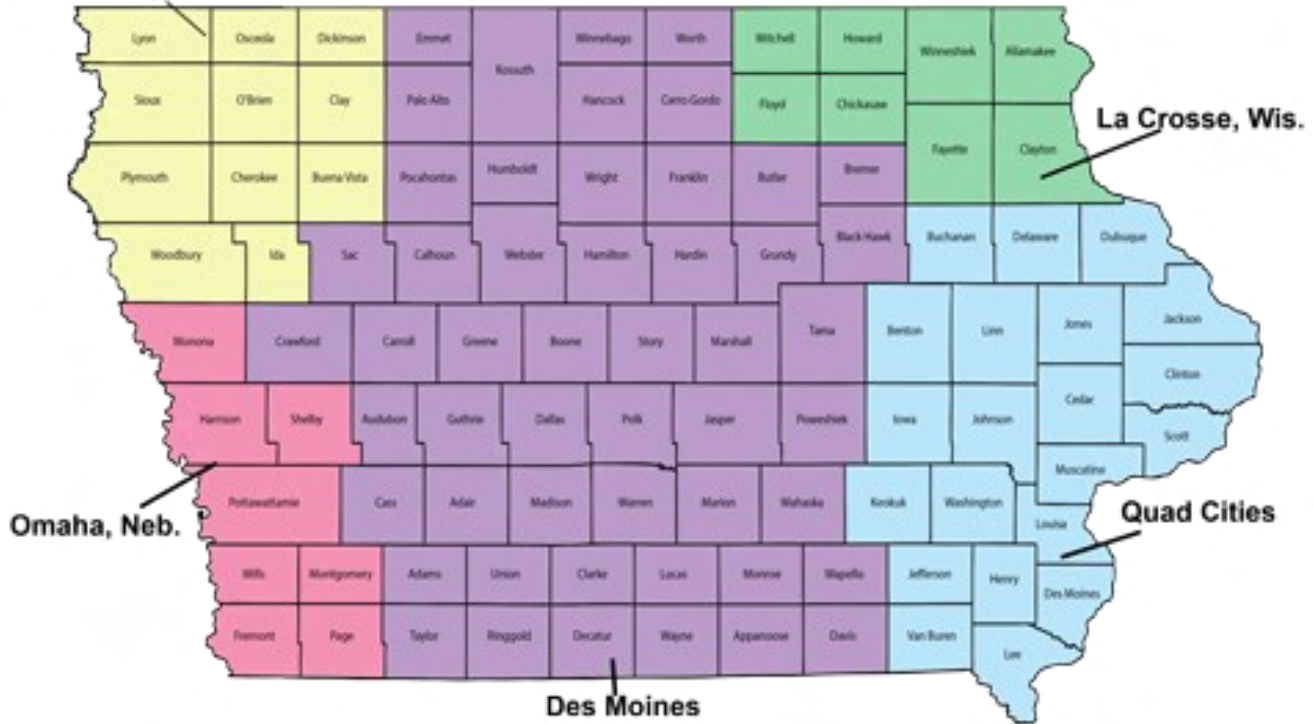 Lyon Osceola Dickinson Emmet Winnebago Worth Mitchell Howard
Winneshiek Allamakee
Kossuth
Sioux O'Brien Clay Palo Alto Hancock Cerro Gordo Floyd Chickasaw
La Crosse, Wis.
Fayette Clayton
Plymouth Cherokee Buena Vista Pocahontas Humboldt Wright Franklin Butler Bremer
Woodbury Ida Sac Calhoun Webster Hamilton Hardin Grundy Black Hawk Buchanan Delaware Dubuque
Monona Crawford Carroll Greene Boone Story Marshall Tama Benton Linn Jones Jackson
Clinton
Harrison Shelby Audubon Guthrie Dallas Polk Jasper Poweshiek Iowa Johnson Cedar Scott
Muscatine
Pottawattamie Cass Adair Madison Warren Marion Mahaska Keokuk Washington Louisa
Omaha, Neb.
Quad Cities
Mills Montgomery Adams Union Clarke Lucas Monroe Wapello Jefferson Henry Des Moines
Fremont Page Taylor Ringgold Decatur Wayne Appanoose Davis Van Buren Lee
Des Moines